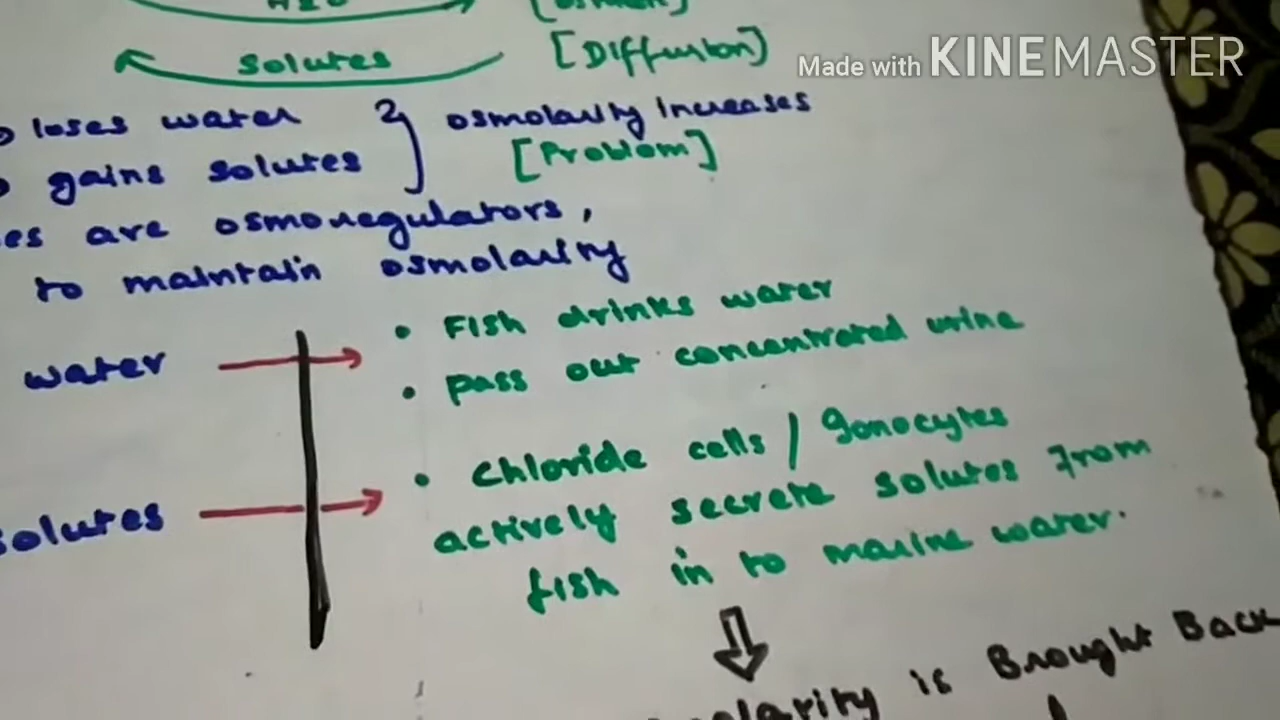 H2O
solutes [Diffusion]
Made with KINEMASTER
loses water } osmolarity increases
gains solutes [Problem]
es are osmoregulators,
to maintain osmolarity
water • Fish drinks water
• pass out concentrated urine
solutes • chloride cells / Ionocytes
actively secrete solutes from
fish in to marine water.
⇓
olarity is Brought Back